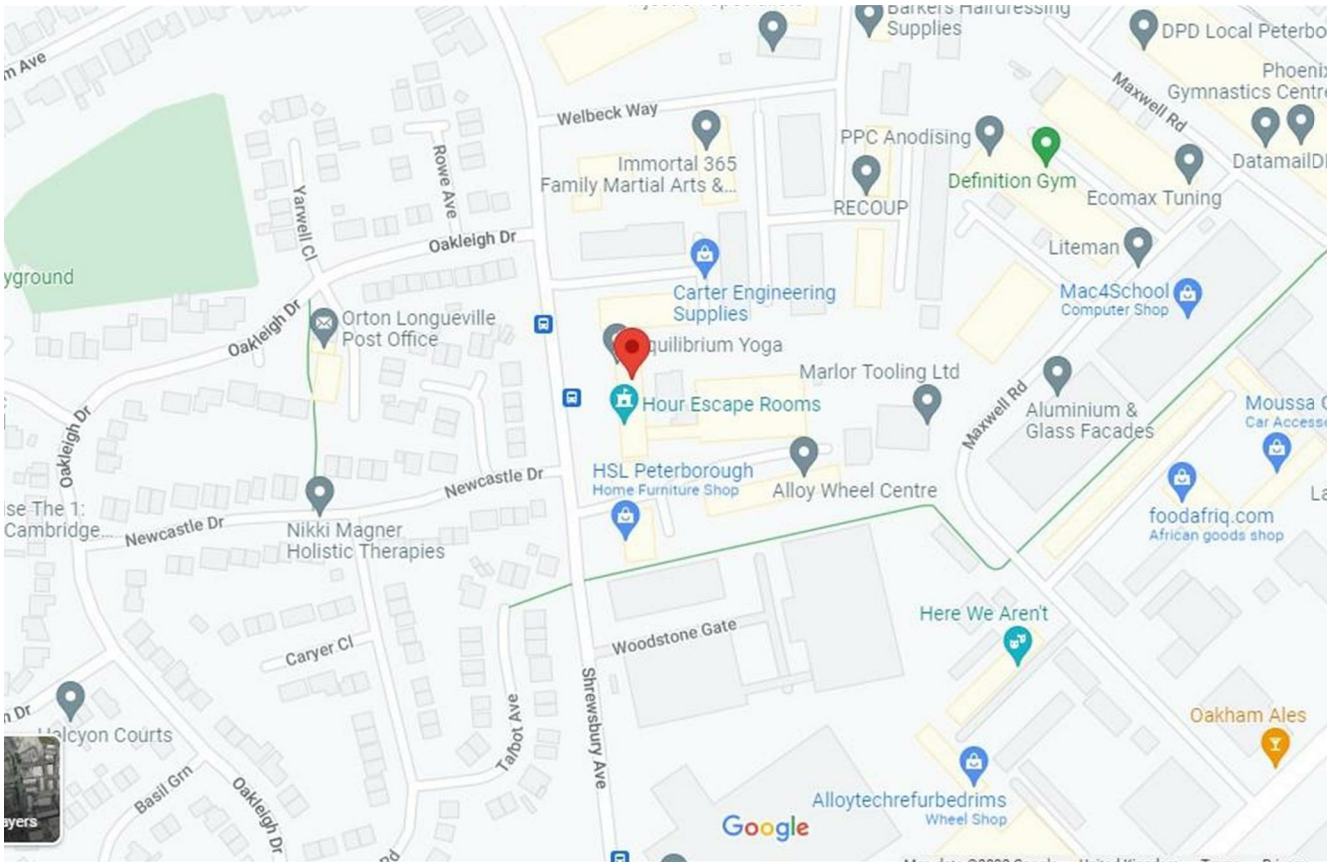 Barkers Hairdressing
Supplies
DPD Local Peterbo
Phoenix
Gymnastics Centre
m Ave
Maxwell Rd
Welbeck Way
PPC Anodising
DatamailDI
Immortal 365
Family Martial Arts &...
Rowe Ave
Definition Gym
Ecomax Tuning
Yarwell Cl
RECOUP
Oakleigh Dr
Liteman
yground
Carter Engineering
Supplies
Mac4School
Computer Shop
Orton Longueville
Post Office
Oakleigh Dr
quilibrium Yoga
Marlor Tooling Ltd
Hour Escape Rooms
Maxwell Rd
Aluminium &
Glass Facades
Moussa C
Car Accesso
Oakleigh Dr
HSL Peterborough
Home Furniture Shop
Newcastle Dr
Alloy Wheel Centre
La
se The 1:
Cambridge...
Newcastle Dr
Nikki Magner
Holistic Therapies
foodafriq.com
African goods shop
Here We Aren't
Woodstone Gate
Caryer Cl
Shrewsbury Ave
Talbot Ave
n Dr
Halcyon Courts
Oakham Ales
Basil Grn
Oakleigh Dr
Alloytechrefurbedrims
Wheel Shop
ayers
Google
Rd